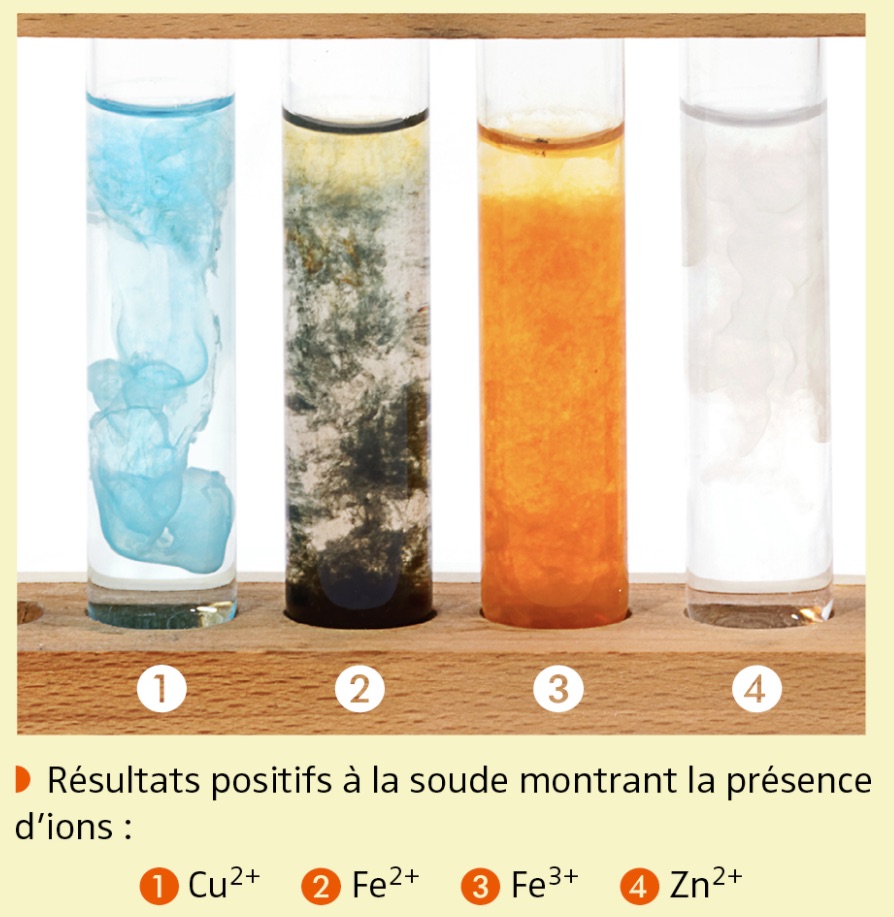 1 2 3 4
Résultats positifs à la soude montrant la présence
d'ions :
1 Cu²⁺ 2 Fe²⁺ 3 Fe³⁺ 4 Zn²⁺